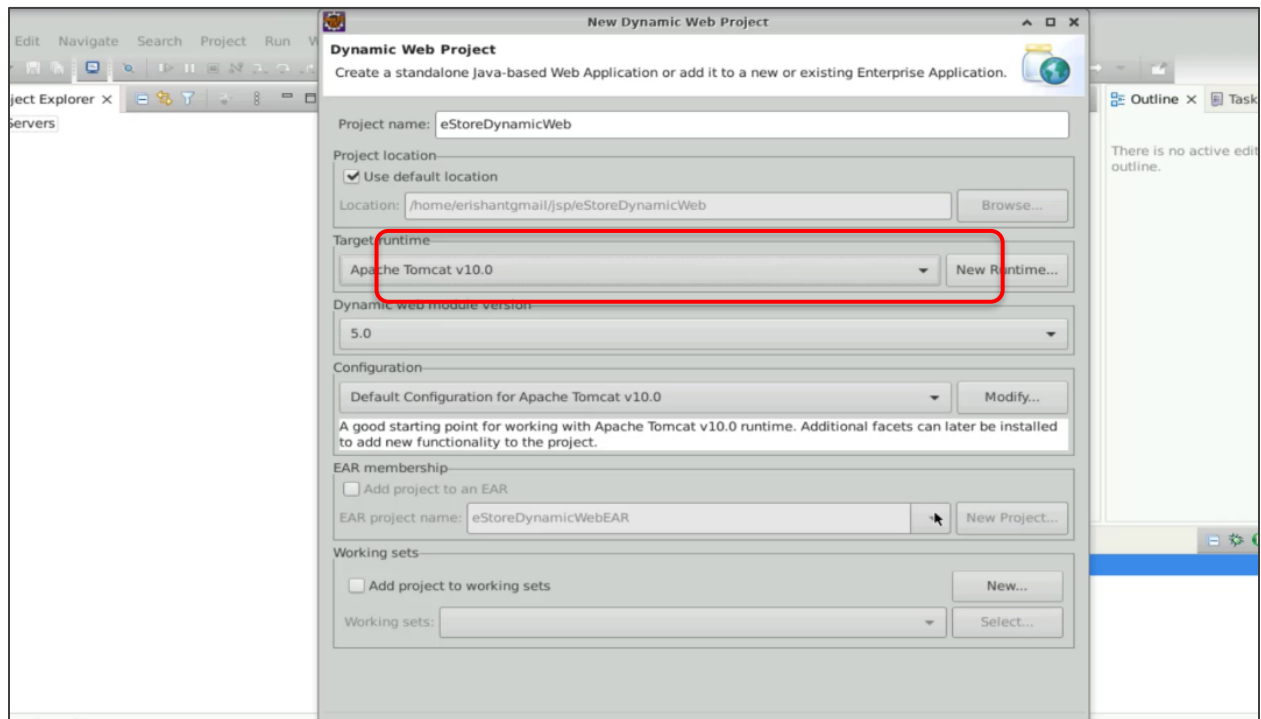 New Dynamic Web Project
Edit Navigate Search Project Run
Dynamic Web Project
Create a standalone Java-based Web Application or add it to a new or existing Enterprise Application.
Explorer
Outline
Task
Servers
Project name: eStoreDynamicWeb
Project location
There is no active
outline.
Use default location
Location: /home/erishantgmail/jsp/eStoreDynamicWeb
Browse...
Target runtime
Apache Tomcat v10.0
New Runtime...
Dynamic web module version
5.0
Configuration
Default Configuration for Apache Tomcat v10.0
Modify...
A good starting point for working with Apache Tomcat v10.0 runtime. Additional facets can later be installed
to add new functionality to the project.
EAR membership
Add project to an EAR
EAR project name: eStoreDynamicWebEAR
New Project...
Working sets
Add project to working sets
New...
Working sets:
Select...